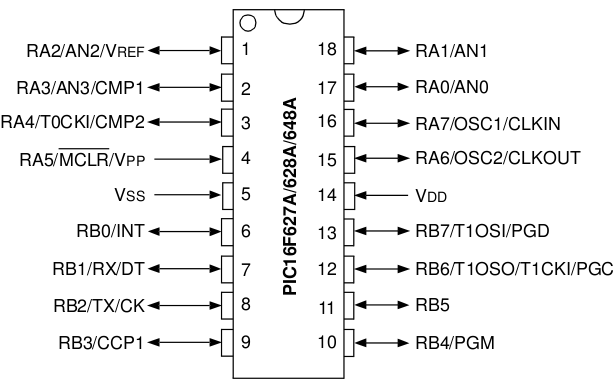 RA2/AN2/VREF 1 18 RA1/AN1
RA3/AN3/CMP1 2 17 RA0/AN0
RA4/T0CKI/CMP2 3 16 RA7/OSC1/CLKIN
RA5/MCLR/VPP 4 15 RA6/OSC2/CLKOUT
VSS 5 14 VDD
RB0/INT 6 13 RB7/T1OSI/PGD
RB1/RX/DT 7 12 RB6/T1OSO/T1CKI/PGC
RB2/TX/CK 8 11 RB5
RB3/CCP1 9 10 RB4/PGM
PIC16F627A/628A/648A